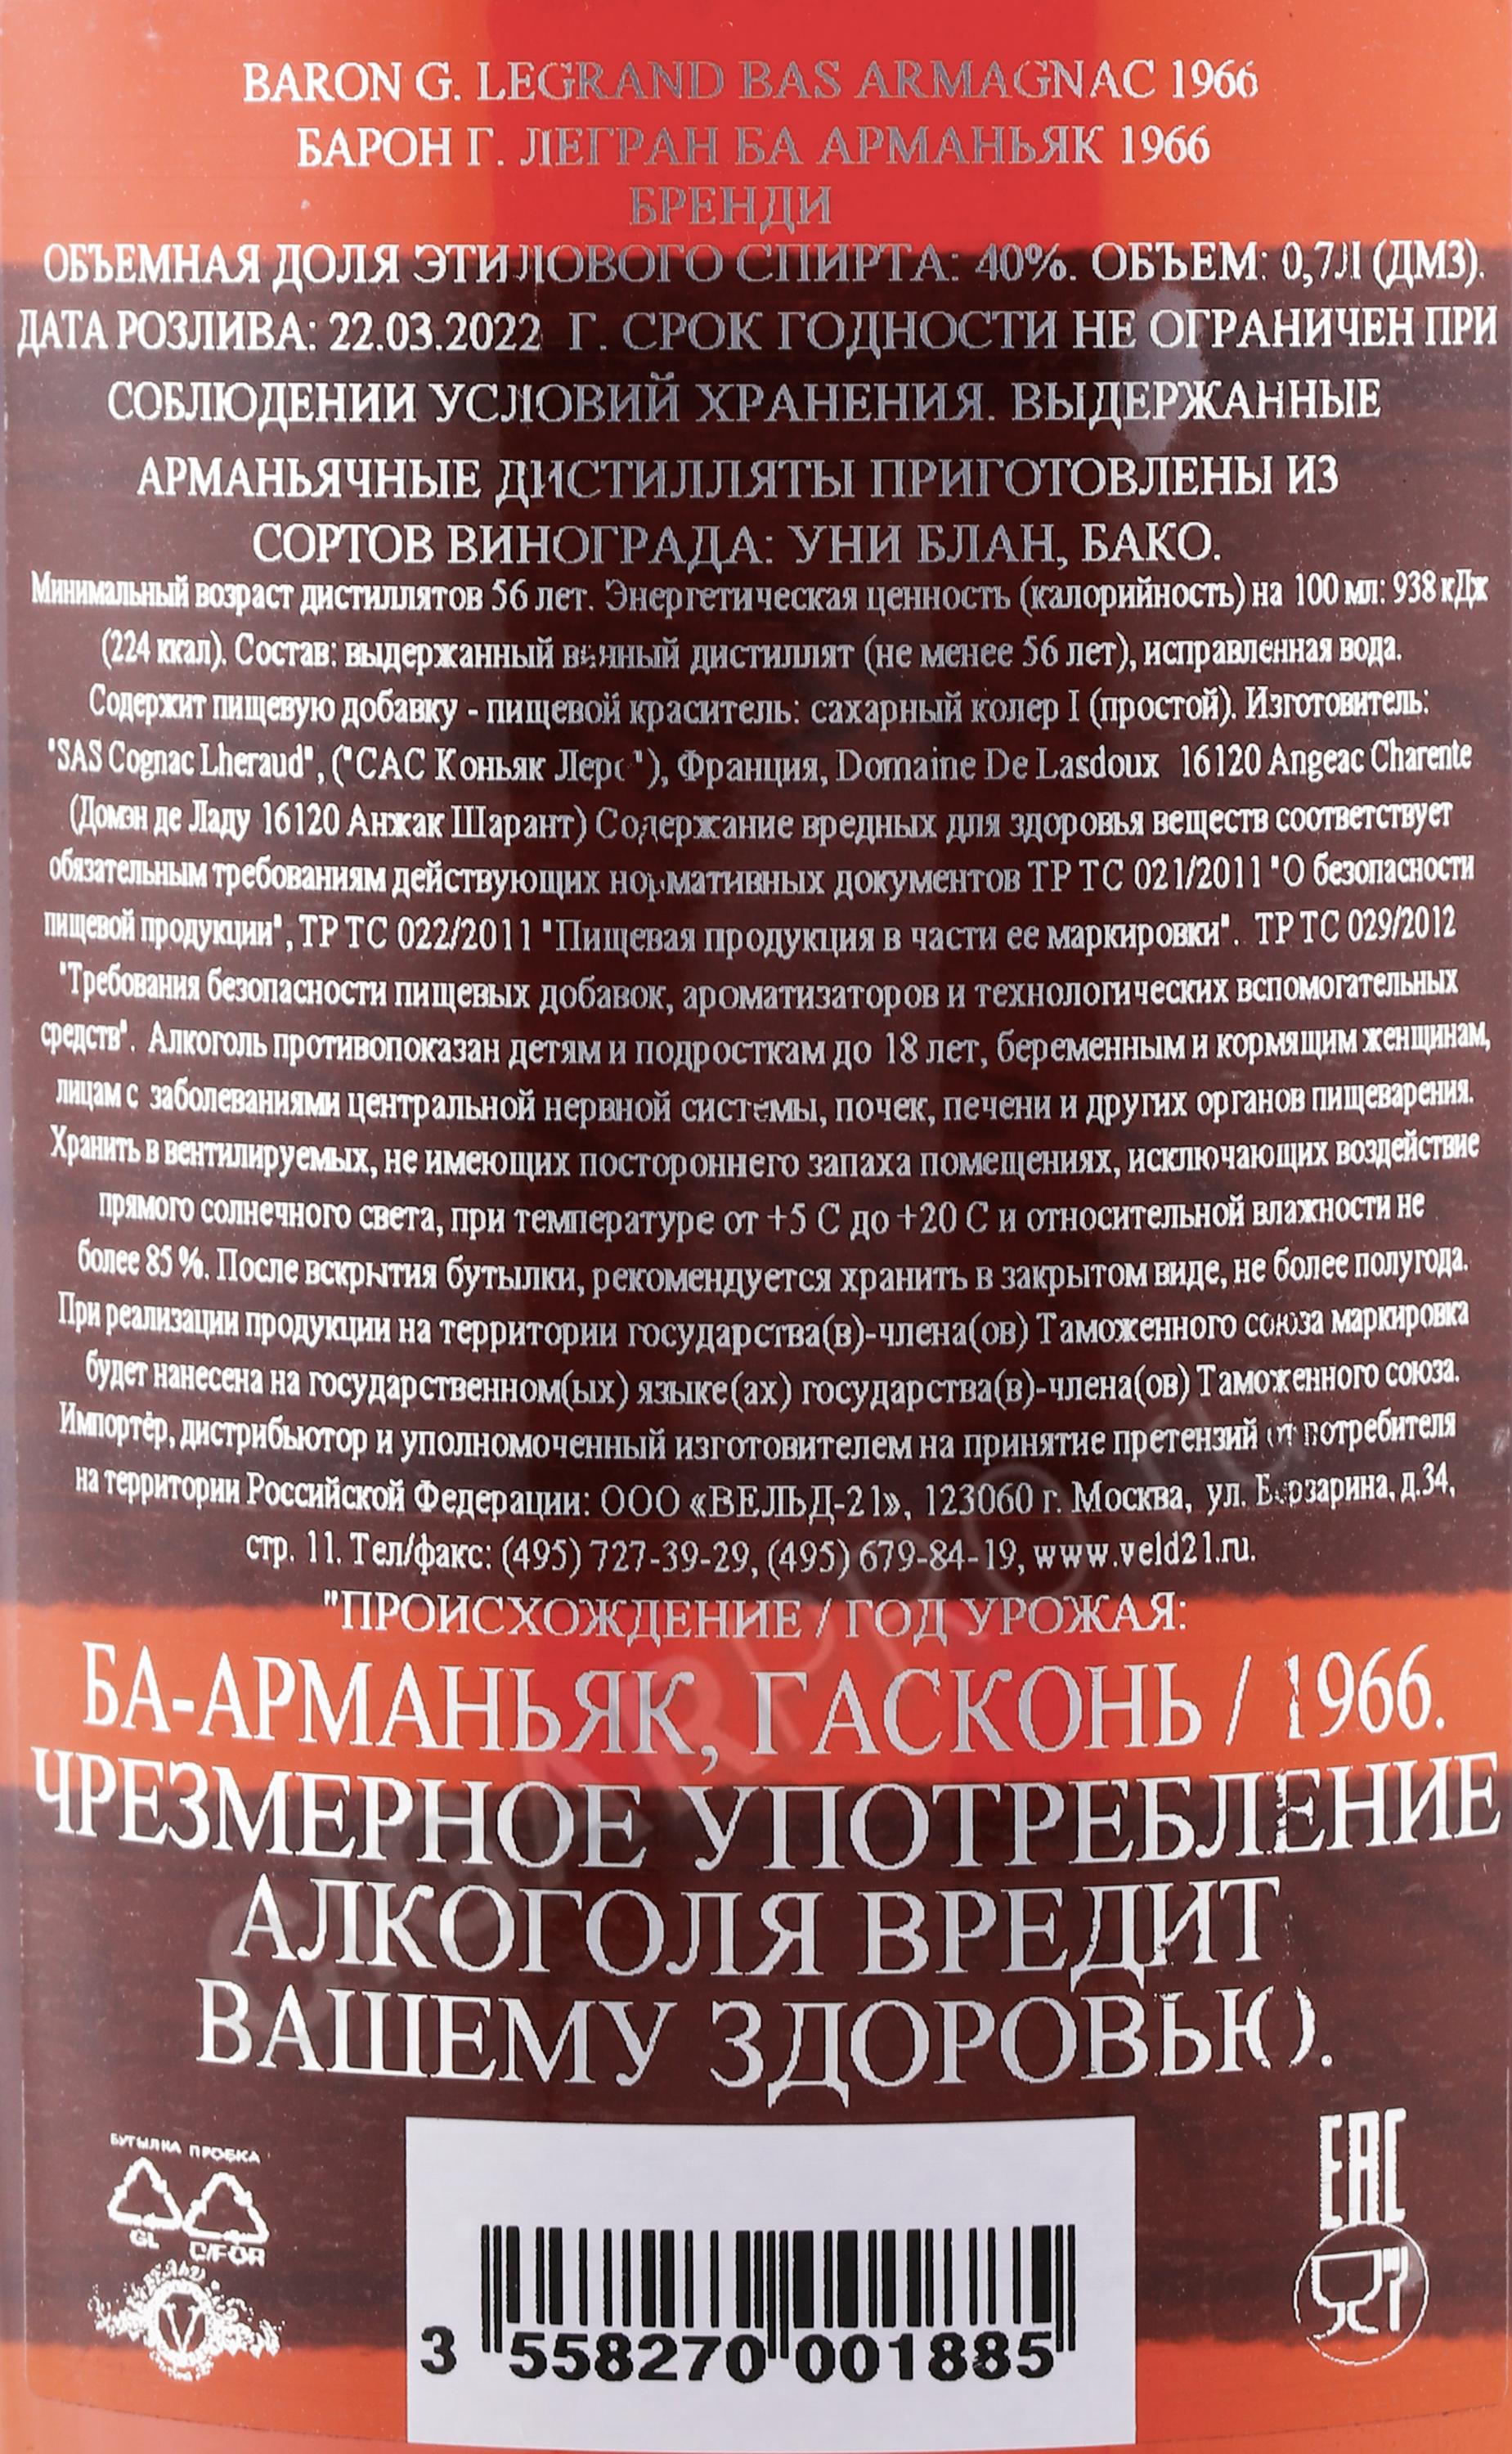 BARON G. LEGRAND BAS ARMAGNAC 1966
БАРОН Г. ЛЕГРАН БА АРМАНЬЯК 1966
БРЕНДИ
ОБЪЕМНАЯ ДОЛЯ ЭТИЛОВОГО СПИРТА: 40%. ОБЪЕМ: 0,7Л (ДМ3).
ДАТА РОЗЛИВА: 22.03.2022 Г. СРОК ГОДНОСТИ НЕ ОГРАНИЧЕН ПРИ
СОБЛЮДЕНИИ УСЛОВИЙ ХРАНЕНИЯ. ВЫДЕРЖАННЫЕ
АРМАНЬЯЧНЫЕ ДИСТИЛЛЯТЫ ПРИГОТОВЛЕНЫ ИЗ
СОРТОВ ВИНОГРАДА: УНИ БЛАН, БАКО.
Минимальный возраст дистиллятов 56 лет. Энергетическая ценность (калорийность) на 100 мл: 938 кДж
(224 ккал). Состав: выдержанный винный дистиллят (не менее 56 лет), исправленная вода.
Содержит пищевую добавку - пищевой краситель: сахарный колер I (простой). Изготовитель:
"SAS Cognac Lheraud", ("САС Коньяк Леро"), Франция, Domaine De Lasdoux 16120 Angeac Charente
(Домэн де Ладу 16120 Анжак Шарант) Содержание вредных для здоровья веществ соответствует
обязательным требованиям действующих нормативных документов ТР ТС 021/2011 "О безопасности
пищевой продукции", ТР ТС 022/2011 "Пищевая продукция в части ее маркировки". ТР ТС 029/2012
"Требования безопасности пищевых добавок, ароматизаторов и технологических вспомогательных
средств". Алкоголь противопоказан детям и подросткам до 18 лет, беременным и кормящим женщинам,
лицам с заболеваниями центральной нервной системы, почек, печени и других органов пищеварения.
Хранить в вентилируемых, не имеющих постороннего запаха помещениях, исключающих воздействие
прямого солнечного света, при температуре от +5 С до +20 С и относительной влажности не
более 85 %. После вскрытия бутылки, рекомендуется хранить в закрытом виде, не более полугода.
При реализации продукции на территории государства(в)-члена(ов) Таможенного союза маркировка
будет нанесена на государственном(ых) языке(ах) государства(в)-члена(ов) Таможенного союза.
Импортёр, дистрибьютор и уполномоченный изготовителем на принятие претензий от потребителя
на территории Российской Федерации: ООО «ВЕЛЬД-21», 123060 г. Москва, ул. Берзарина, д.34,
стр. 11. Тел/факс: (495) 727-39-29, (495) 679-84-19, www.veld21.ru.
"ПРОИСХОЖДЕНИЕ / ГОД УРОЖАЯ:
БА-АРМАНЬЯК, ГАСКОНЬ / 1966.
ЧРЕЗМЕРНОЕ УПОТРЕБЛЕНИЕ
АЛКОГОЛЯ ВРЕДИТ
ВАШЕМУ ЗДОРОВЬЮ.
БУТЫЛКА ПРОБКА
GL C/FOR
V
EAC
3 558270 001885
CIGARPRO.ru